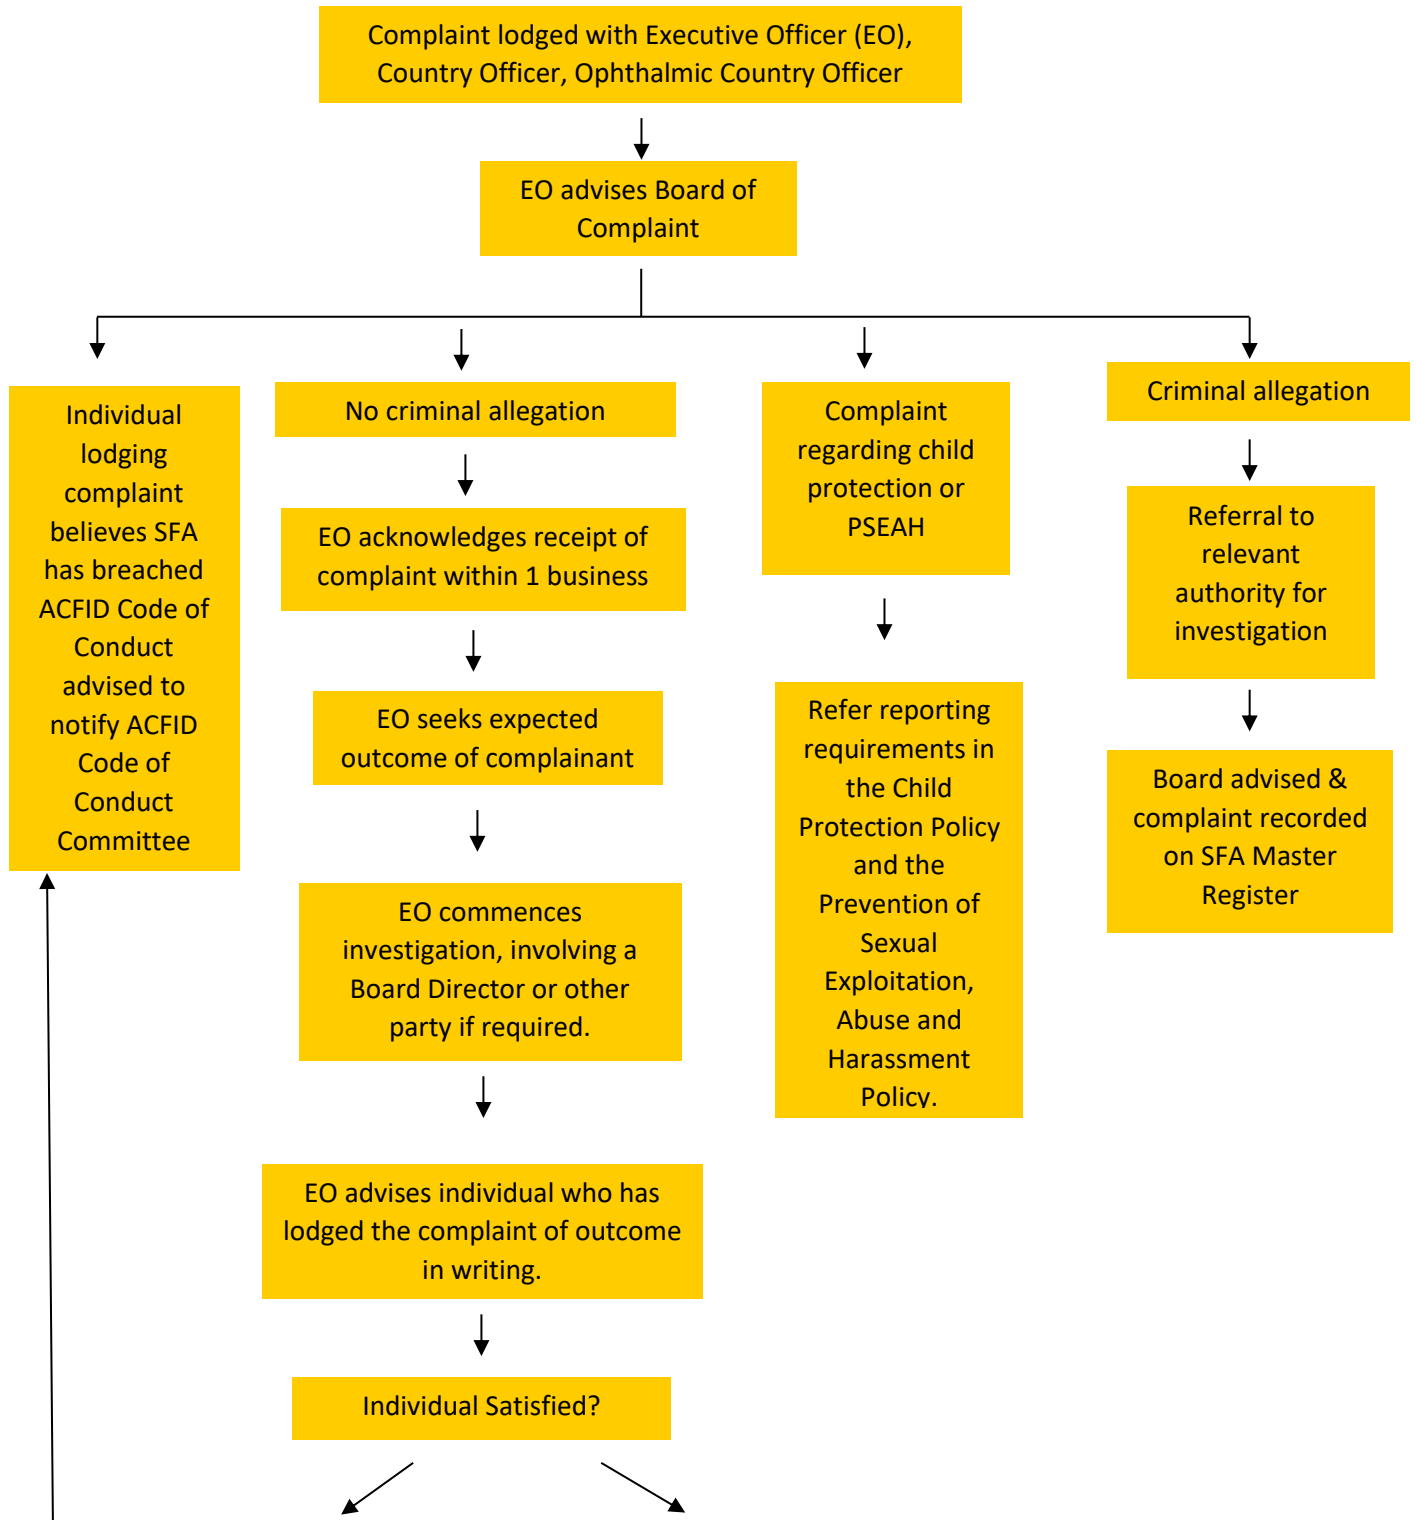 Complaint lodged with Executive Officer (EO),
Country Officer, Ophthalmic Country Officer
EO advises Board of
Complaint
Individual
lodging
complaint
believes SFA
has breached
ACFID Code of
Conduct
advised to
notify ACFID
Code of
Conduct
Committee
No criminal allegation
EO acknowledges receipt of
complaint within 1 business
EO seeks expected
outcome of complainant
EO commences
investigation, involving a
Board Director or other
party if required.
EO advises individual who has
lodged the complaint of outcome
in writing.
Individual Satisfied?
Complaint
regarding child
protection or
PSEAH
Refer reporting
requirements in
the Child
Protection Policy
and the
Prevention of
Sexual
Exploitation,
Abuse and
Harassment
Policy.
Criminal allegation
Referral to
relevant
authority for
investigation
Board advised &
complaint recorded
on SFA Master
Register